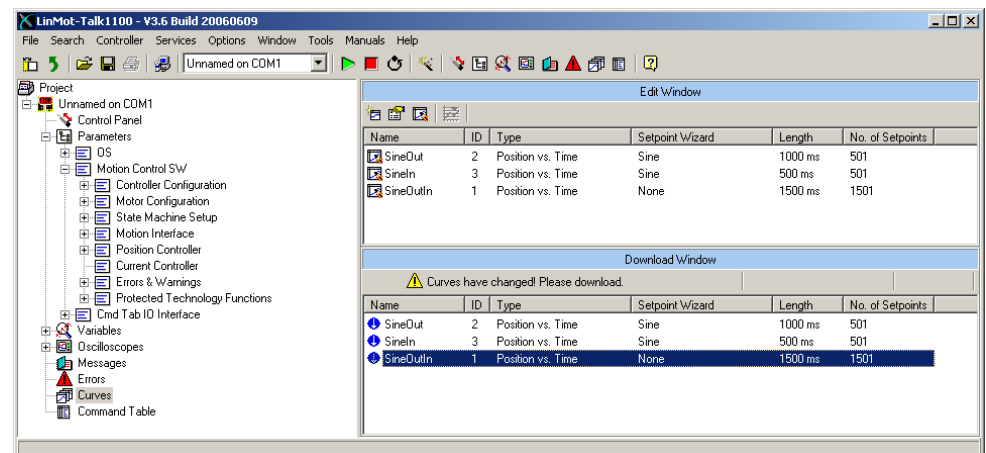 LinMot-Talk1100 - V3.6 Build 20060609
File Search Controller Services Options Window Tools Manuals Help
Unnamed on COM1
Project
Unnamed on COM1
Control Panel
Parameters
OS
Motion Control SW
Controller Configuration
Motor Configuration
State Machine Setup
Motion Interface
Position Controller
Current Controller
Errors & Warnings
Protected Technology Functions
Cmd Tab IO Interface
Variables
Oscilloscopes
Messages
Errors
Curves
Command Table
Edit Window
Name ID Type Setpoint Wizard Length No. of Setpoints
SineOut 2 Position vs. Time Sine 1000 ms 501
SineIn 3 Position vs. Time Sine 500 ms 501
SineOutIn 1 Position vs. Time None 1500 ms 1501
Download Window
Curves have changed! Please download.
Name ID Type Setpoint Wizard Length No. of Setpoints
SineOut 2 Position vs. Time Sine 1000 ms 501
SineIn 3 Position vs. Time Sine 500 ms 501
SineOutIn 1 Position vs. Time None 1500 ms 1501